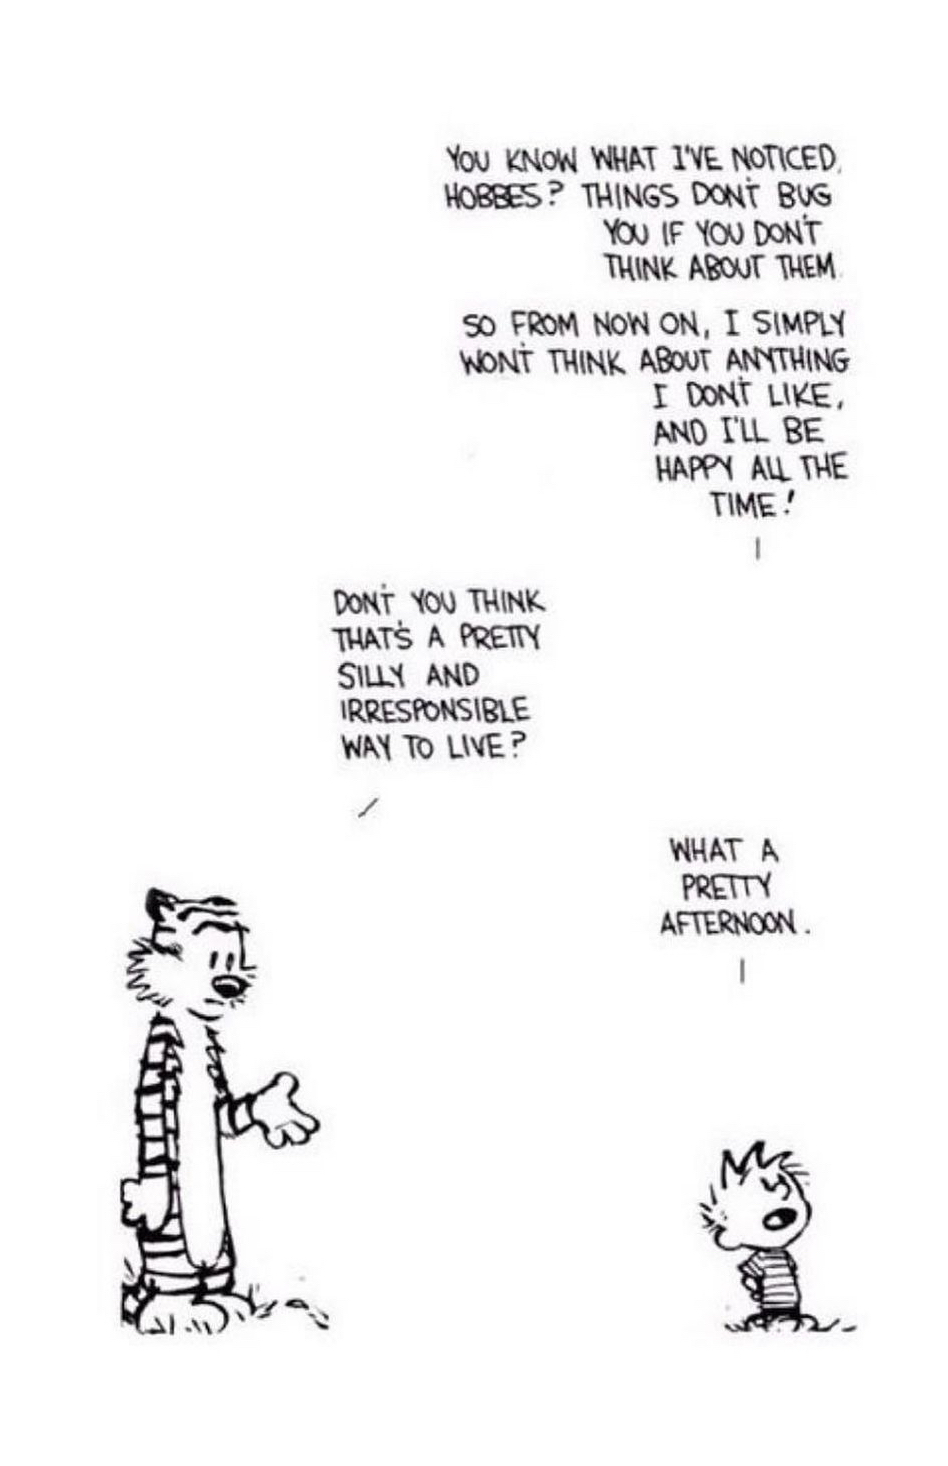 YOU KNOW WHAT I'VE NOTICED,
HOBBES? THINGS DON'T BUG
YOU IF YOU DON'T
THINK ABOUT THEM.
SO FROM NOW ON, I SIMPLY
WON'T THINK ABOUT ANYTHING
I DON'T LIKE,
AND I'LL BE
HAPPY ALL THE
TIME!
DON'T YOU THINK
THAT'S A PRETTY
SILLY AND
IRRESPONSIBLE
WAY TO LIVE?
WHAT A
PRETTY
AFTERNOON.